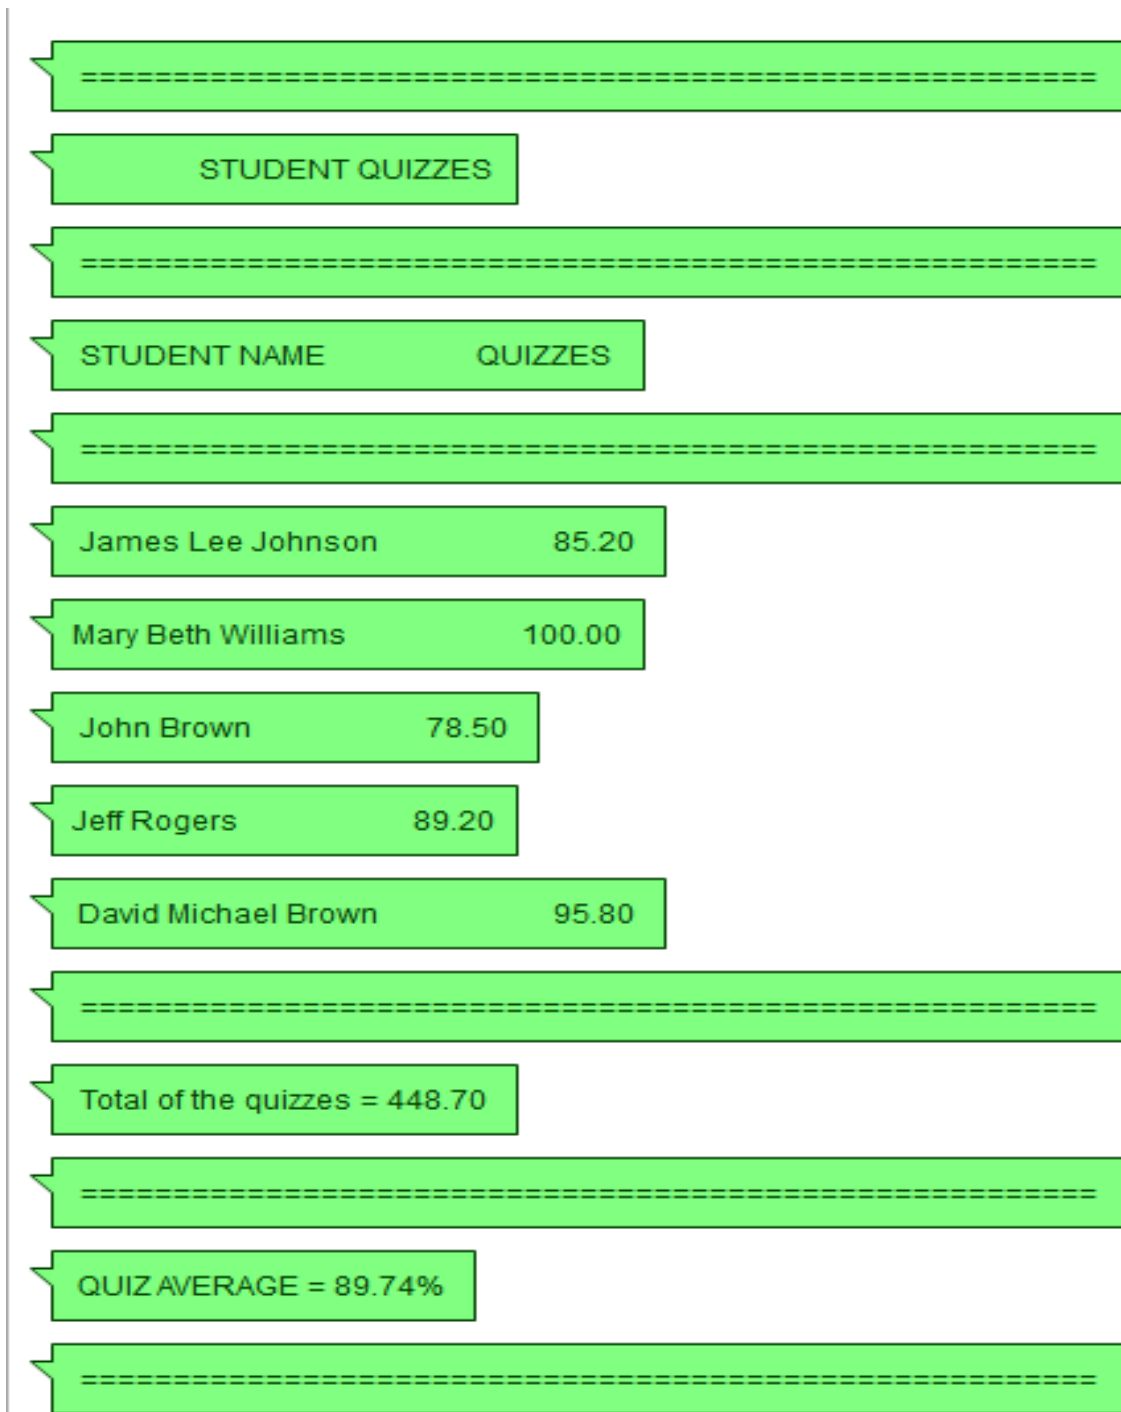 =======================================================
STUDENT QUIZZES
=======================================================
STUDENT NAME QUIZZES
=======================================================
James Lee Johnson 85.20
Mary Beth Williams 100.00
John Brown 78.50
Jeff Rogers 89.20
David Michael Brown 95.80
=======================================================
Total of the quizzes = 448.70
=======================================================
QUIZ AVERAGE = 89.74%
=======================================================